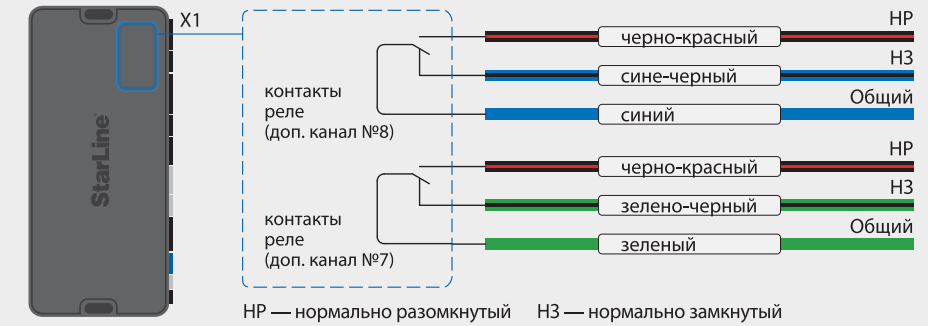 X1
StarLine
контакты
реле
(доп. канал №8)
черно-красный
НР
сине-черный
НЗ
синий
Общий
контакты
реле
(доп. канал №7)
черно-красный
НР
зелено-черный
НЗ
зеленый
Общий
НР — нормально разомкнутый НЗ — нормально замкнутый